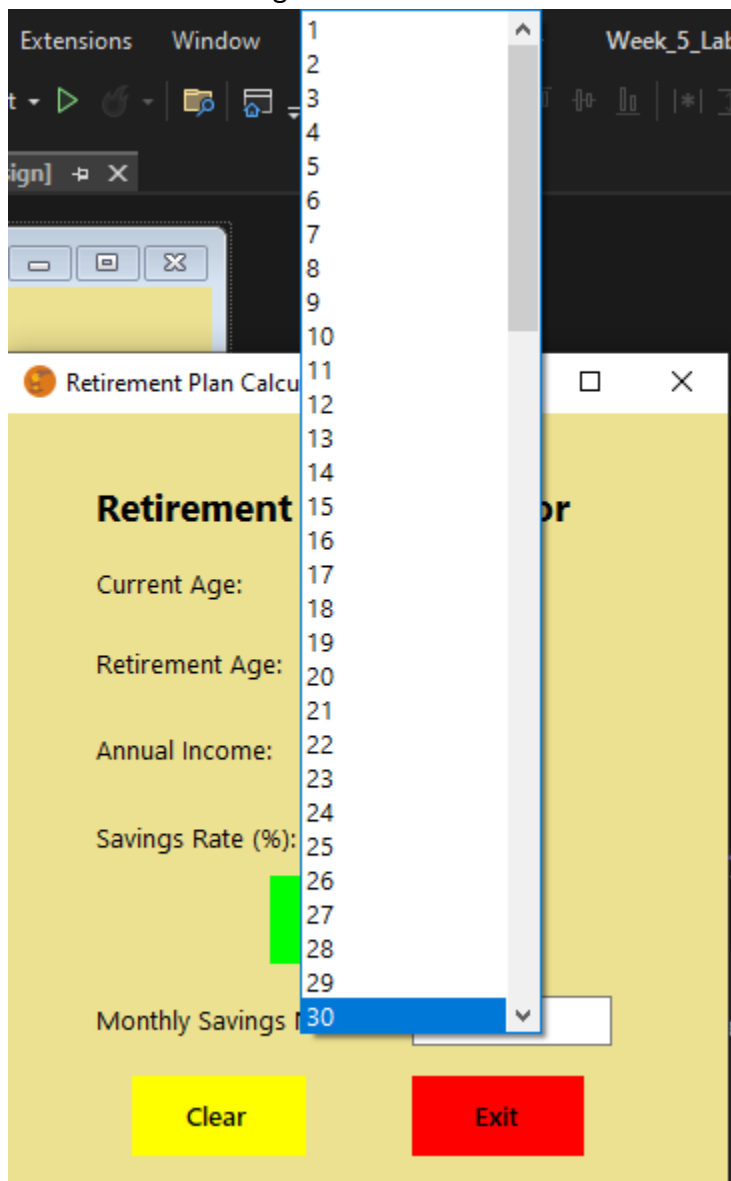 Extensions Window
Week_5_Lab
t
sign]
Retirement Plan Calcu
Retirement
or
Current Age:
Retirement Age:
Annual Income:
Savings Rate (%):
Monthly Savings
1
2
3
4
5
6
7
8
9
10
11
12
13
14
15
16
17
18
19
20
21
22
23
24
25
26
27
28
29
30
Clear
Exit